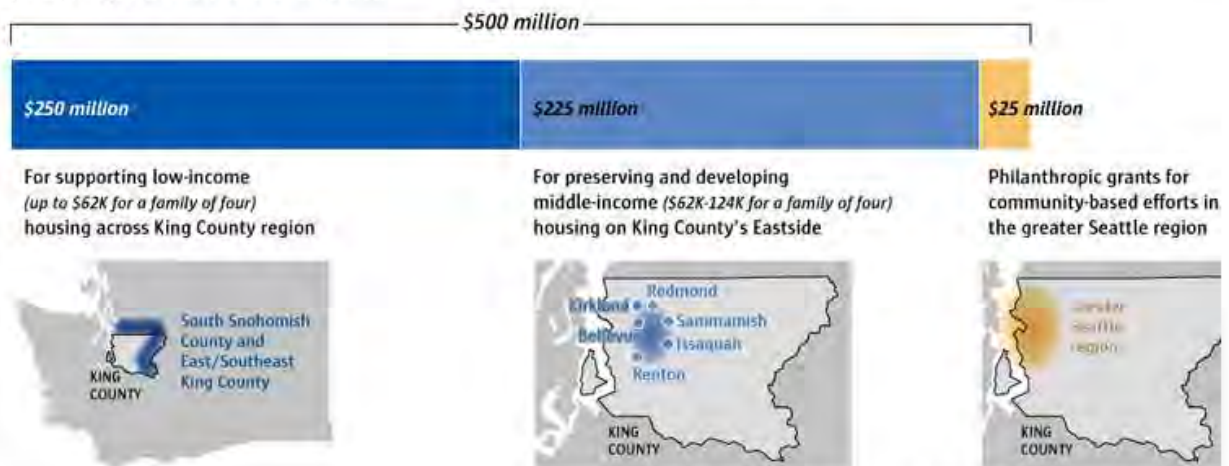 $500 million
$250 million
$225 million
$25 million
For supporting low-income
(up to $62K for a family of four)
housing across King County region
For preserving and developing
middle-income ($62K-124K for a family of four)
housing on King County's Eastside
Philanthropic grants for
community-based efforts in
the greater Seattle region
South Snohomish
County and
East/Southeast
King County
KING
COUNTY
Redmond
Kirkland
Sammamish
Bellevue
Issaquah
Renton
KING
COUNTY
Greater
Seattle
region
KING
COUNTY